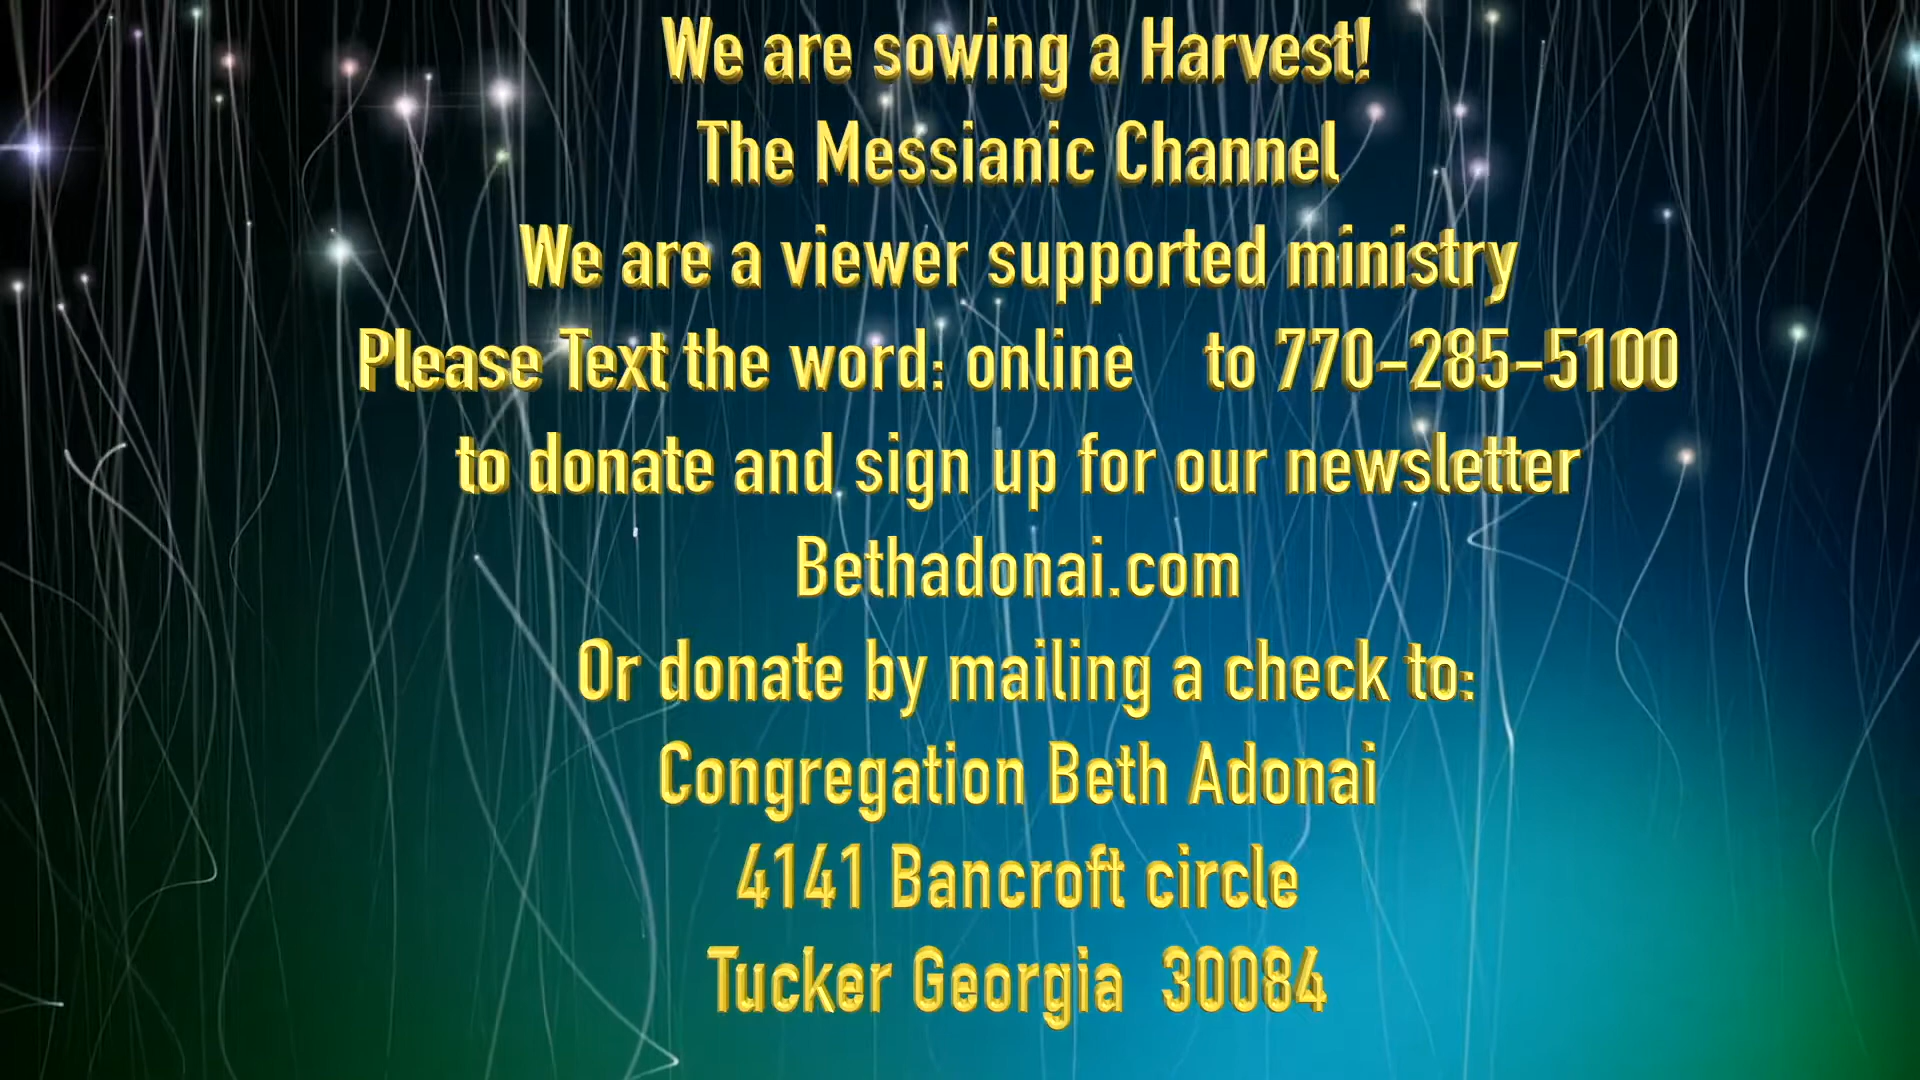 We are sowing a Harvest!
The Messianic Channel
We are a viewer supported ministry
Please Text the word: online to 770-285-5100
to donate and sign up for our newsletter
Bethadonai.com
Or donate by mailing a check to:
Congregation Beth Adonai
4141 Bancroft circle
Tucker Georgia 30084